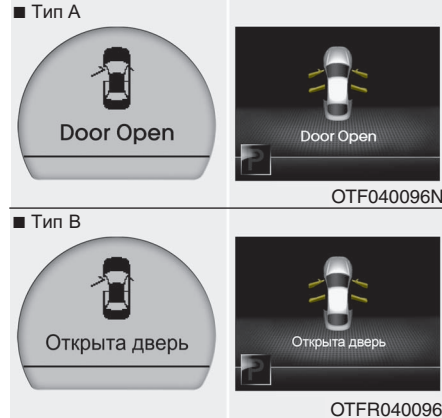 ■ Тип A
Door Open
Door Open
P
OTF040096N
■ Тип B
Открыта дверь
Открыта дверь
P
OTFR040096